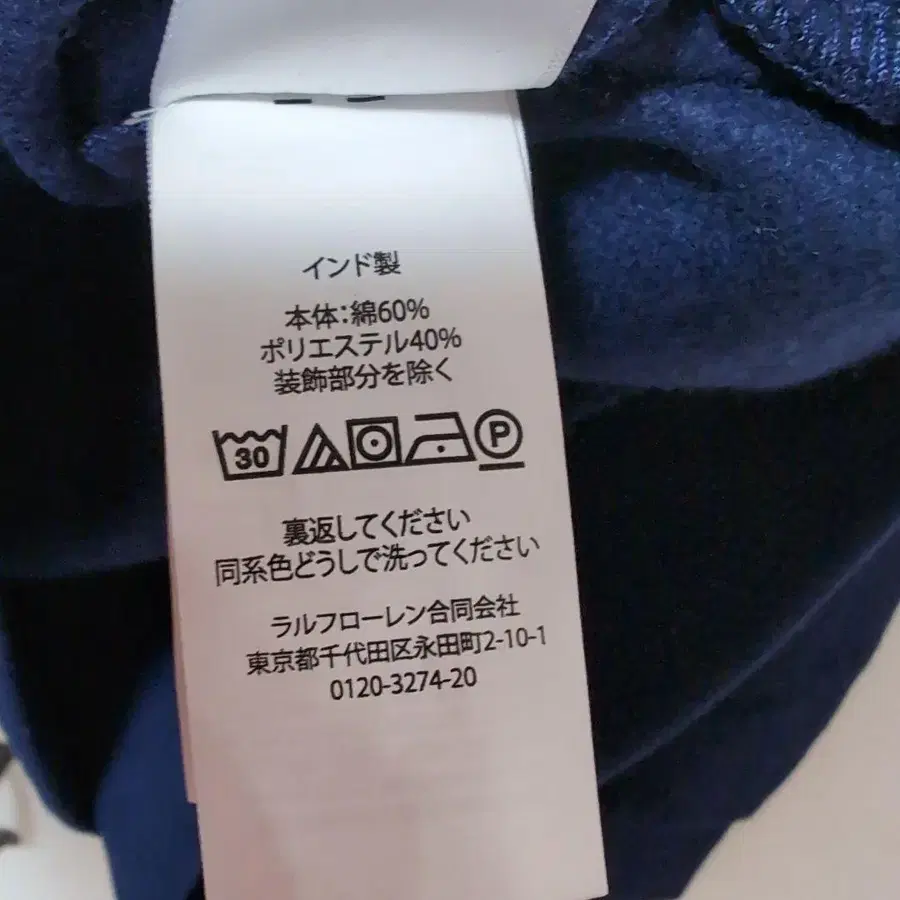 インド製
本体：綿60%
ポリエステル40%
装飾部分を除く
30 P
裏返してください
同系色どうしで洗ってください
ラルフローレン合同会社
東京都千代田区永田町2-10-1
0120-3274-20